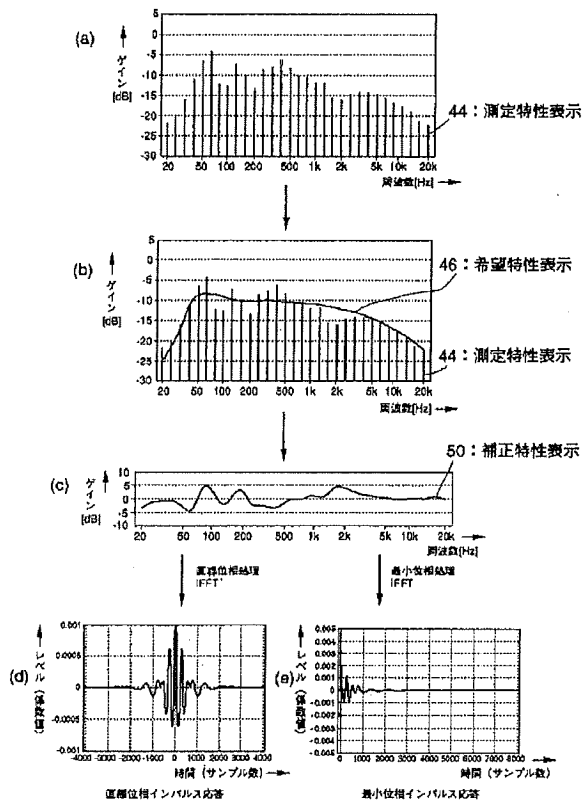 (a)
ゲイン
[dB]
5
0
-5
-10
-15
-20
-25
-30
20 50 100 200 500 1k 2k 5k 10k 20k
周波数[Hz]
44：測定特性表示
(b)
ゲイン
[dB]
5
0
-5
-10
-15
-20
-25
-30
20 50 100 200 500 1k 2k 5k 10k 20k
周波数[Hz]
46：希望特性表示
44：測定特性表示
(c)
ゲイン
[dB]
10
5
0
-5
-10
20 50 100 200 500 1k 2k 5k 10k 20k
周波数[Hz]
50：補正特性表示
直線位相処理
IFFT
最小位相処理
IFFT
(d)
レベル
0.001
0.0005
0
-0.0005
-0.001
-4000 -3000 -2000 -1000 0 1000 2000 3000 4000
時間 (サンプル数)
直線位相インパルス応答
(e)
レベル
0.005
0.004
0.003
0.002
0.001
0
-0.001
-0.002
-0.003
-0.004
-0.005
0 1000 2000 3000 4000 5000 6000 7000 8000
時間 (サンプル数)
最小位相インパルス応答